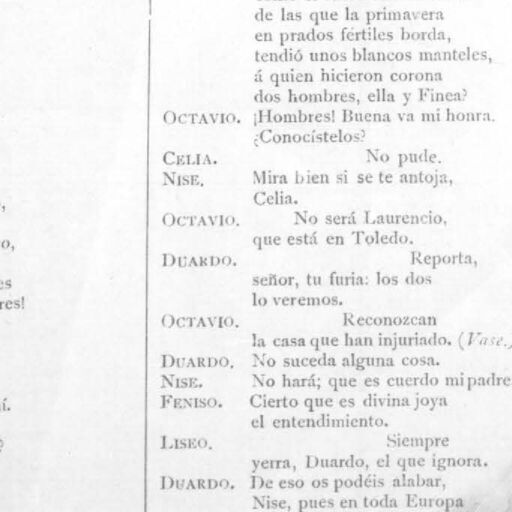 o,
es
res!
í.
de las que la primavera
en prados fértiles borda,
tendió unos blancos manteles,
á quien hicieron corona
dos hombres, ella y Finea?
OCTAVIO. ¡Hombres! Buena va mi honra.
¿Conocístelos?
CELIA. No pude.
NISE. Mira bien si se te antoja,
Celia.
OCTAVIO. No será Laurencio,
que está en Toledo.
DUARDO. Reporta,
señor, tu furia: los dos
lo veremos.
OCTAVIO. Reconozcan
la casa que han injuriado. (Vase.)
DUARDO. No suceda alguna cosa.
NISE. No hará; que es cuerdo mi padre
FENISO. Cierto que es divina joya
el entendimiento.
LISEO. Siempre
yerra, Duardo, el que ignora.
DUARDO. De eso os podéis alabar,
Nise, pues en toda Europa